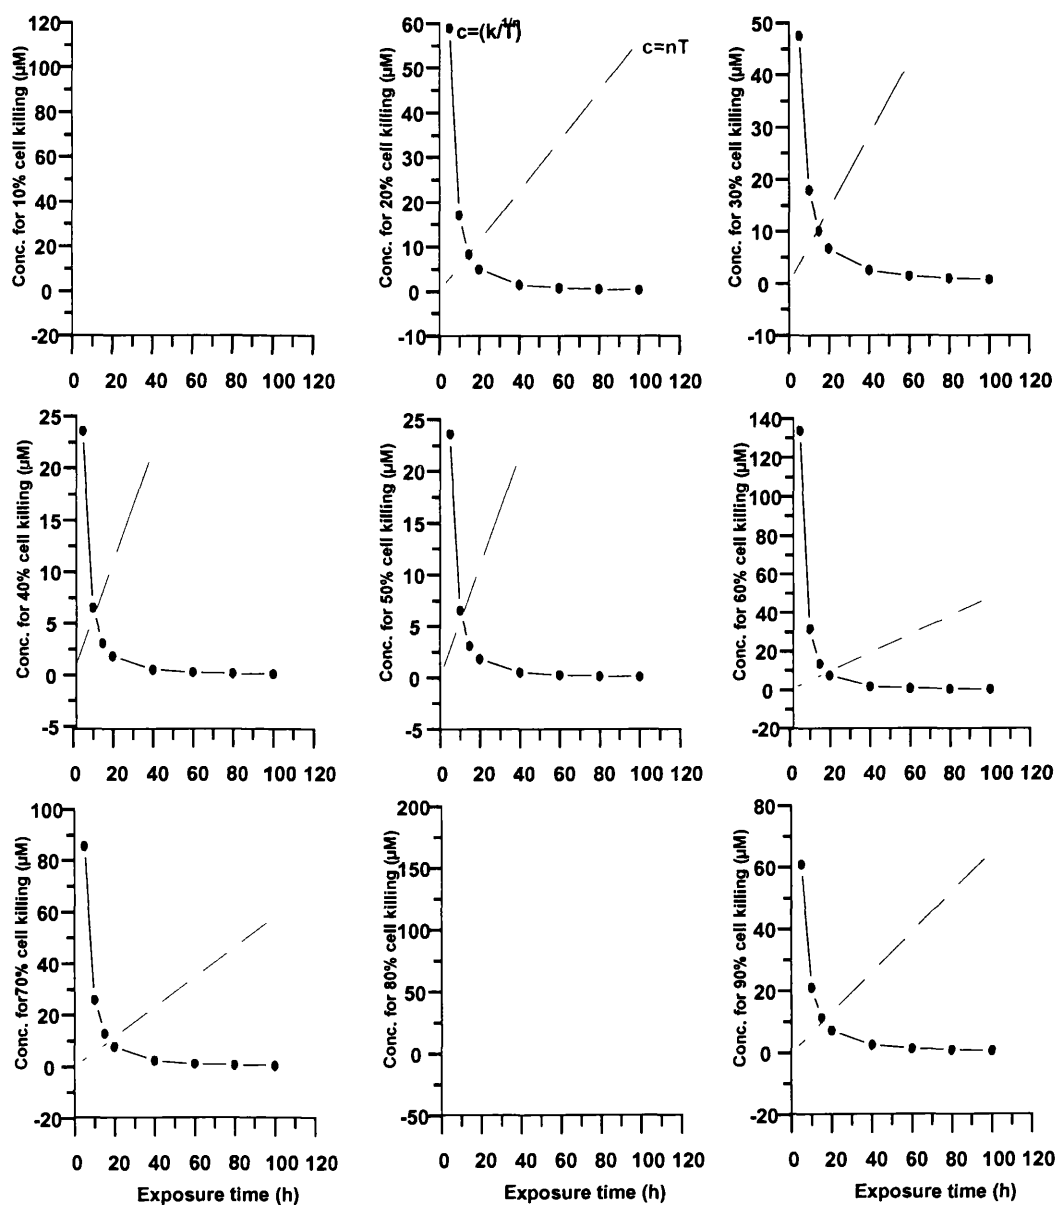 120
100
80
60
40
20
0
-20
Conc. for 10% cell killing (µM)
0 20 40 60 80 100 120
60
50
40
30
20
10
0
-10
Conc. for 20% cell killing (µM)
c=(k/T)^1/n
c=nT
0 20 40 60 80 100 120
50
40
30
20
10
0
-10
Conc. for 30% cell killing (µM)
0 20 40 60 80 100 120
25
20
15
10
5
0
-5
Conc. for 40% cell killing (µM)
0 20 40 60 80 100 120
25
20
15
10
5
0
-5
Conc. for 50% cell killing (µM)
0 20 40 60 80 100 120
140
120
100
80
60
40
20
0
-20
Conc. for 60% cell killing (µM)
0 20 40 60 80 100 120
100
80
60
40
20
0
-20
Conc. for70% cell killing (µM)
0 20 40 60 80 100 120
Exposure time (h)
200
150
100
50
0
-50
Conc. for 80% cell killing (µM)
0 20 40 60 80 100 120
Exposure time (h)
80
60
40
20
0
-20
Conc. for 90% cell killing (µM)
0 20 40 60 80 100 120
Exposure time (h)